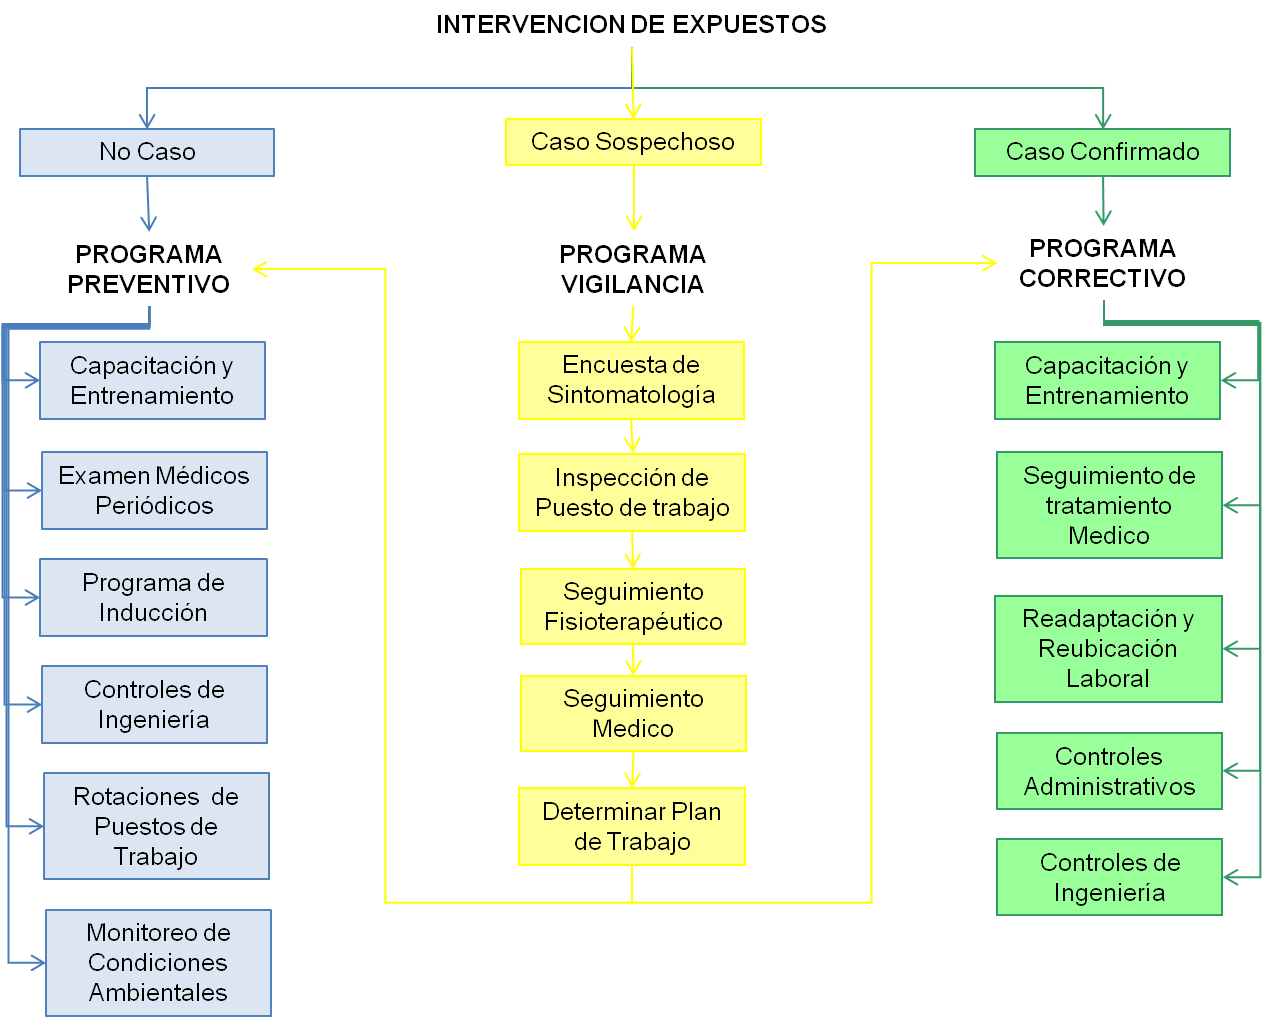 INTERVENCION DE EXPUESTOS
No Caso
PROGRAMA
PREVENTIVO
Capacitación y
Entrenamiento
Examen Médicos
Periódicos
Programa de
Inducción
Controles de
Ingeniería
Rotaciones  de
Puestos de
Trabajo
Monitoreo de
Condiciones
Ambientales
Caso Sospechoso
PROGRAMA
VIGILANCIA
Encuesta de
Sintomatología
Inspección de
Puesto de trabajo
Seguimiento
Fisioterapéutico
Seguimiento
Medico
Determinar Plan
de Trabajo
Caso Confirmado
PROGRAMA
CORRECTIVO
Capacitación y
Entrenamiento
Seguimiento de
tratamiento
Medico
Readaptación y
Reubicación
Laboral
Controles
Administrativos
Controles de
Ingeniería